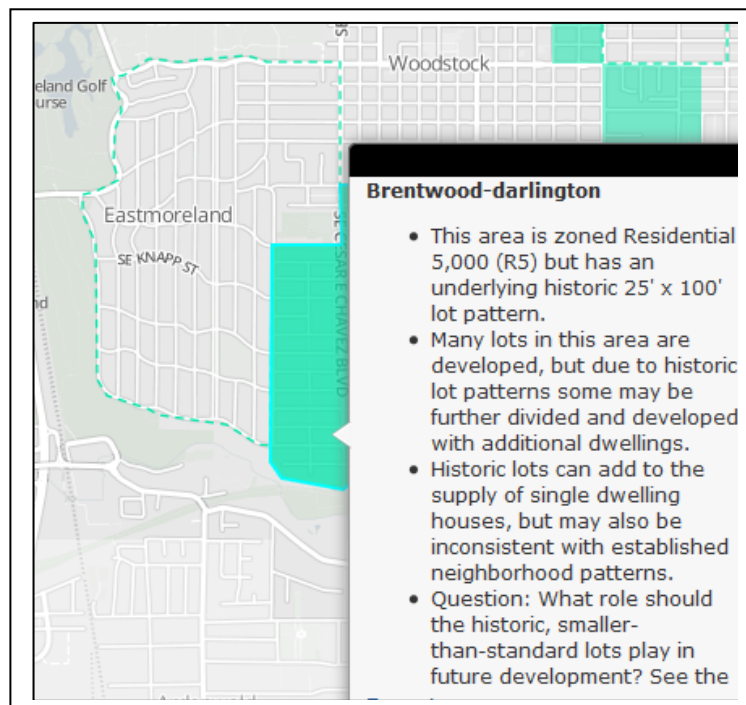 Woodstock
eland Golf
urse
Eastmoreland
SE KNAPP ST
SE CESAR E CHAVEZ BLVD
nd
Brentwood-darlington
• This area is zoned Residential
5,000 (R5) but has an
underlying historic 25' x 100'
lot pattern.
• Many lots in this area are
developed, but due to historic
lot patterns some may be
further divided and developed
with additional dwellings.
• Historic lots can add to the
supply of single dwelling
houses, but may also be
inconsistent with established
neighborhood patterns.
• Question: What role should
the historic, smaller-
than-standard lots play in
future development? See the